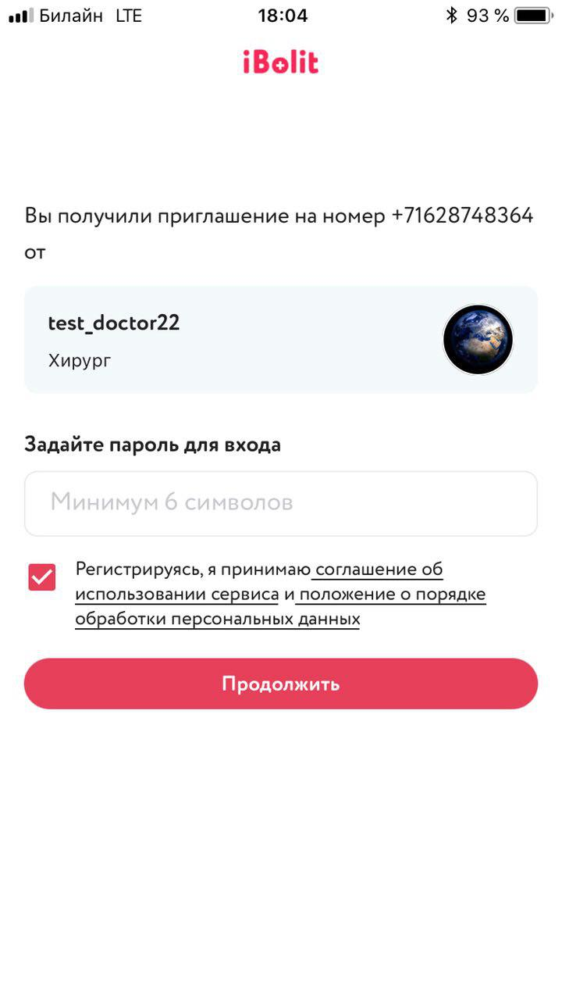 Билайн LTE 18:04 93 %
iBolit
Вы получили приглашение на номер +71628748364
от
test_doctor22
Хирург
Задайте пароль для входа
Минимум 6 символов
Регистрируясь, я принимаю соглашение об
использовании сервиса и положение о порядке
обработки персональных данных
Продолжить